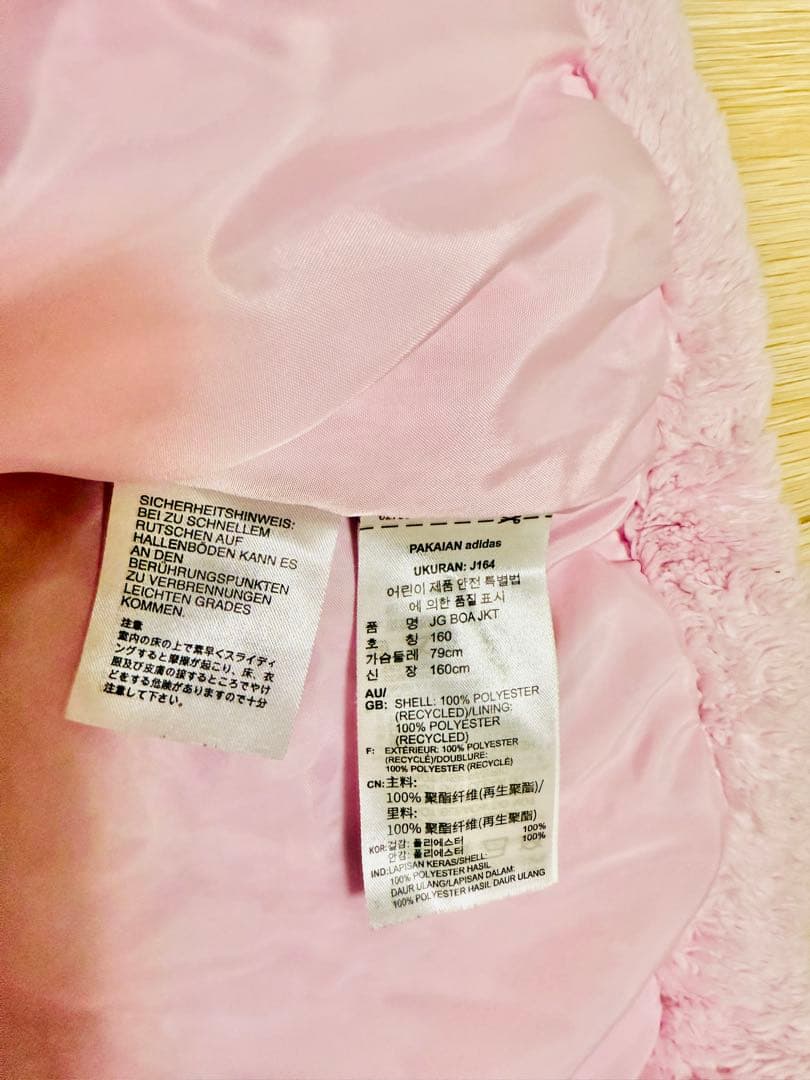 SICHERHEITSHINWEIS:
BEI ZU SCHNELLEM
RUTSCHEN AUF
HALLENBÖDEN KANN ES
AN DEN
BERÜHRUNGSPUNKTEN
ZU VERBRENNUNGEN
LEICHTEN GRADES
KOMMEN.
注意
室内の床の上で素早くスライディ
ングすると摩擦が起こり、床、衣
服及び皮膚の接するところでやけ
どをする危険がありますので十分
注意して下さい。
PAKAIAN adidas
UKURAN: J164
어린이 제품 안전 특별법
에 의한 품질 표시
품 명 JG BOA JKT
호 칭 160
가슴둘레 79cm
신 장 160cm
AU/
GB: SHELL: 100% POLYESTER
(RECYCLED)/LINING:
100% POLYESTER
(RECYCLED)
F: EXTÉRIEUR: 100% POLYESTER
(RECYCLÉ)/DOUBLURE:
100% POLYESTER (RECYCLÉ)
CN: 主料:
100% 聚酯纤维(再生聚酯)/
里料:
100% 聚酯纤维(再生聚酯)
KOR: 겉감: 폴리에스터 100%
안감: 폴리에스터 100%
IND: LAPISAN KERAS/SHELL:
100% POLYESTER HASIL
DAUR ULANG/LAPISAN DALAM:
100% POLYESTER HASIL DAUR ULANG